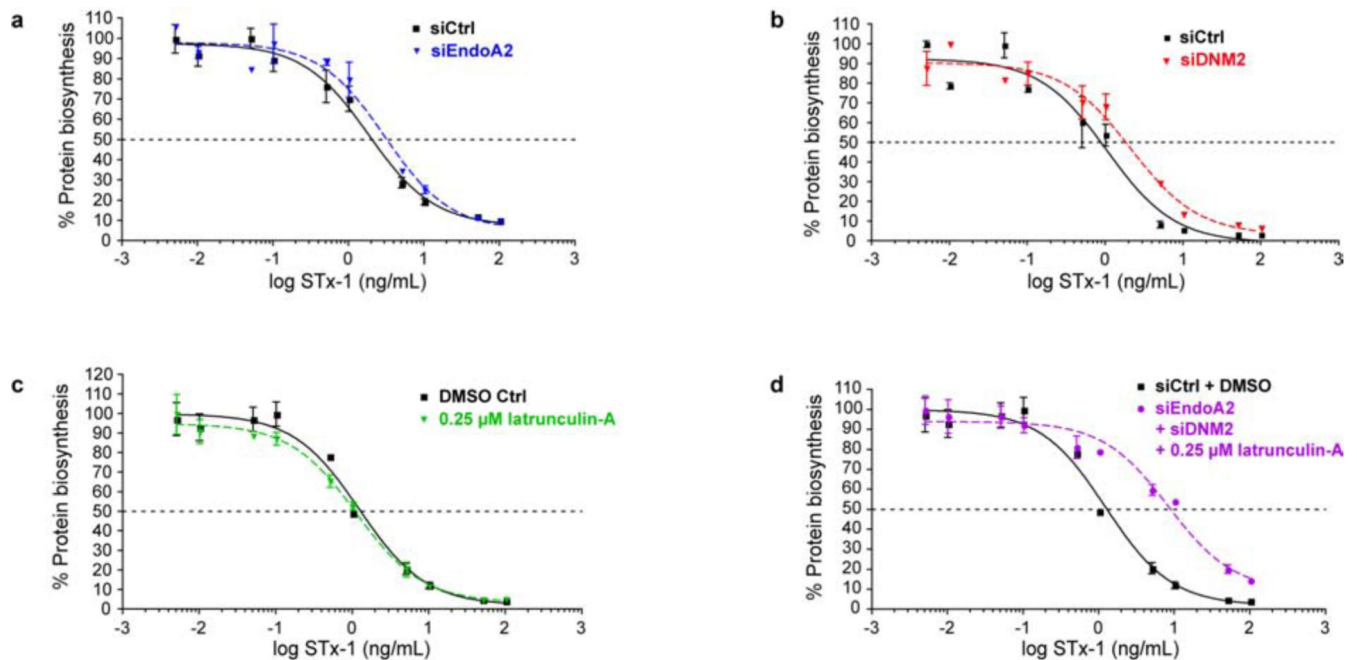 a
110
100
90
80
70
60
50
40
30
20
10
0
% Protein biosynthesis
siCtrl
siEndoA2
-3 -2 -1 0 1 2 3
log STx-1 (ng/mL)
b
110
100
90
80
70
60
50
40
30
20
10
0
% Protein biosynthesis
siCtrl
siDNM2
-3 -2 -1 0 1 2 3
log STx-1 (ng/mL)
c
120
110
100
90
80
70
60
50
40
30
20
10
0
% Protein biosynthesis
DMSO Ctrl
0.25 µM latrunculin-A
-3 -2 -1 0 1 2 3
log STx-1 (ng/mL)
d
110
100
90
80
70
60
50
40
30
20
10
0
% Protein biosynthesis
siCtrl + DMSO
siEndoA2
+ siDNM2
+ 0.25 µM latrunculin-A
-3 -2 -1 0 1 2 3
log STx-1 (ng/mL)